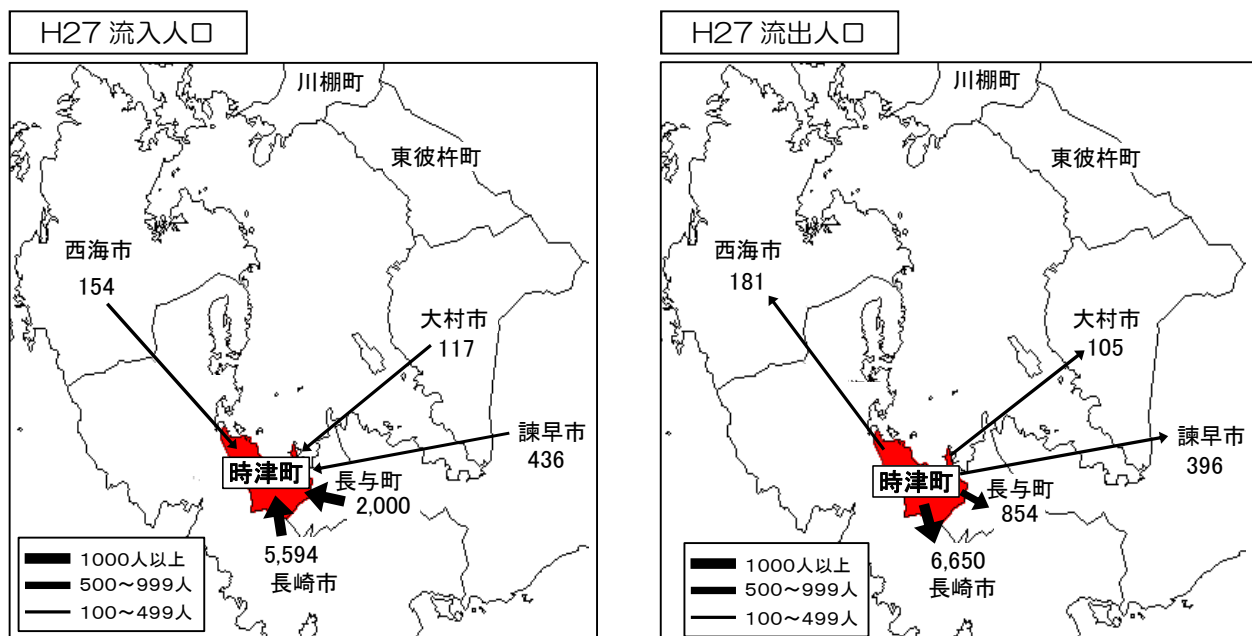 H27 流入人口
川棚町
東彼杵町
西海市
154
大村市
117
諫早市
436
時津町
長与町
2,000
5,594
長崎市
1000人以上
500～999人
100～499人
H27 流出人口
川棚町
東彼杵町
西海市
181
大村市
105
諫早市
396
時津町
長与町
854
6,650
長崎市
1000人以上
500～999人
100～499人